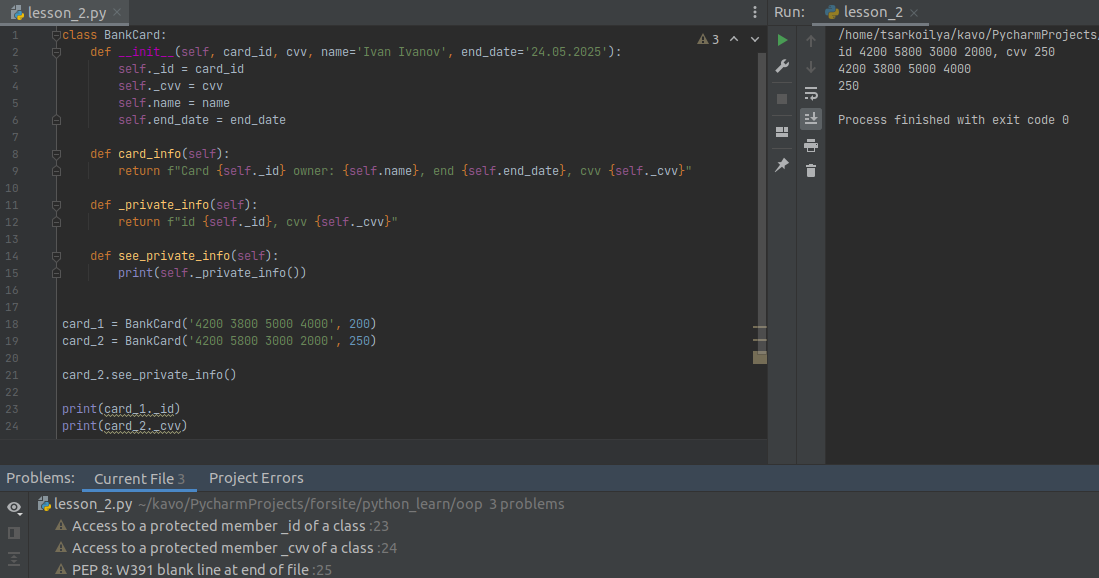 lesson_2.py
1 class BankCard:
2 def __init__(self, card_id, cvv, name='Ivan Ivanov', end_date='24.05.2025'):
3 self._id = card_id
4 self._cvv = cvv
5 self.name = name
6 self.end_date = end_date
7
8 def card_info(self):
9 return f"Card {self._id} owner: {self.name}, end {self.end_date}, cvv {self._cvv}"
10
11 def _private_info(self):
12 return f"id {self._id}, cvv {self._cvv}"
13
14 def see_private_info(self):
15 print(self._private_info())
16
17
18 card_1 = BankCard('4200 3800 5000 4000', 200)
19 card_2 = BankCard('4200 5800 3000 2000', 250)
20
21 card_2.see_private_info()
22
23 print(card_1._id)
24 print(card_2._cvv)
3
Run: lesson_2
/home/tsarkoilya/kavo/PycharmProjects/
id 4200 5800 3000 2000, cvv 250
4200 3800 5000 4000
250
Process finished with exit code 0
Problems: Current File 3 Project Errors
lesson_2.py ~/kavo/PycharmProjects/forsite/python_learn/oop 3 problems
Access to a protected member _id of a class :23
Access to a protected member _cvv of a class :24
PEP 8: W391 blank line at end of file :25